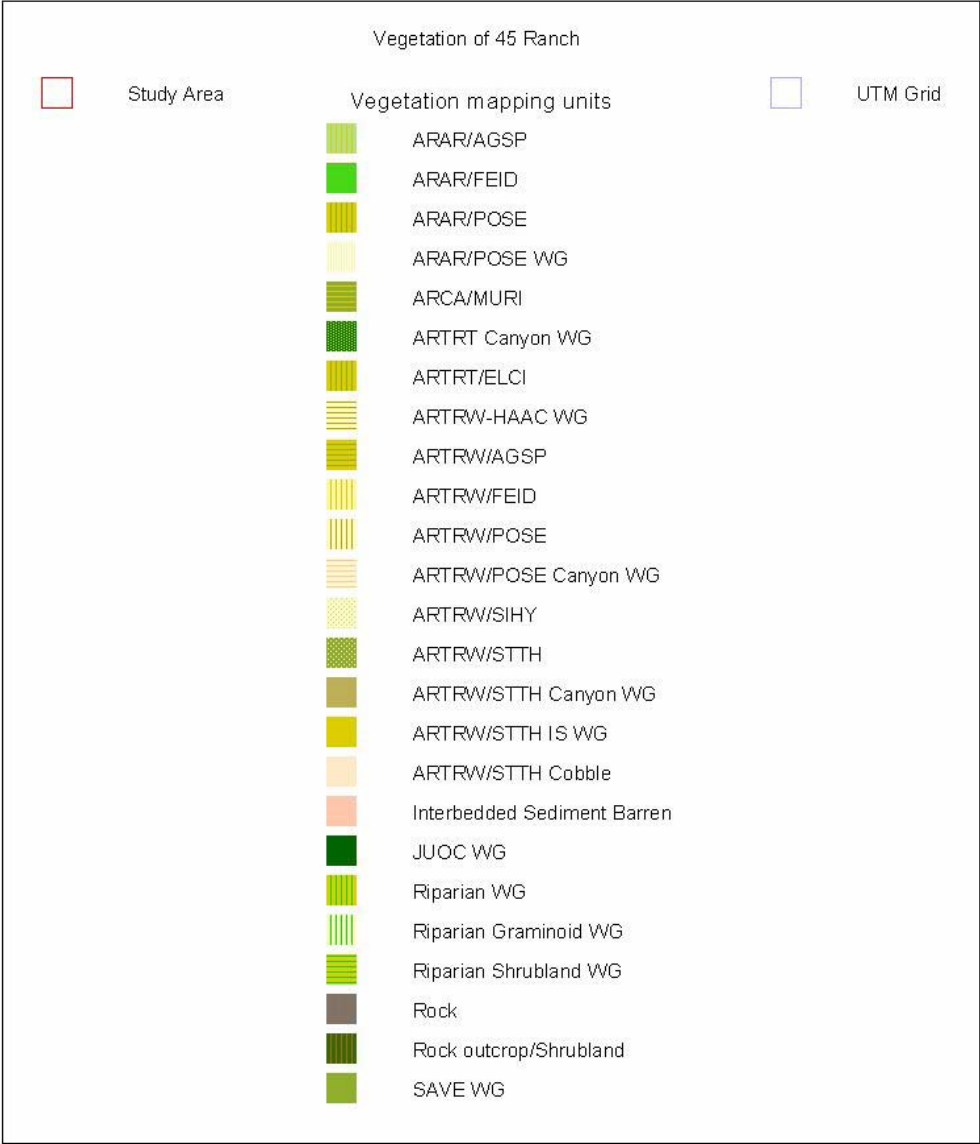 Vegetation of 45 Ranch
Study Area
UTM Grid
Vegetation mapping units
ARAR/AGSP
ARAR/FEID
ARAR/POSE
ARAR/POSE WG
ARCA/MURI
ARTRT Canyon WG
ARTRT/ELCI
ARTRW-HAAC WG
ARTRW/AGSP
ARTRW/FEID
ARTRW/POSE
ARTRW/POSE Canyon WG
ARTRW/SIHY
ARTRW/STTH
ARTRW/STTH Canyon WG
ARTRW/STTH IS WG
ARTRW/STTH Cobble
Interbedded Sediment Barren
JUOC WG
Riparian WG
Riparian Graminoid WG
Riparian Shrubland WG
Rock
Rock outcrop/Shrubland
SAVE WG